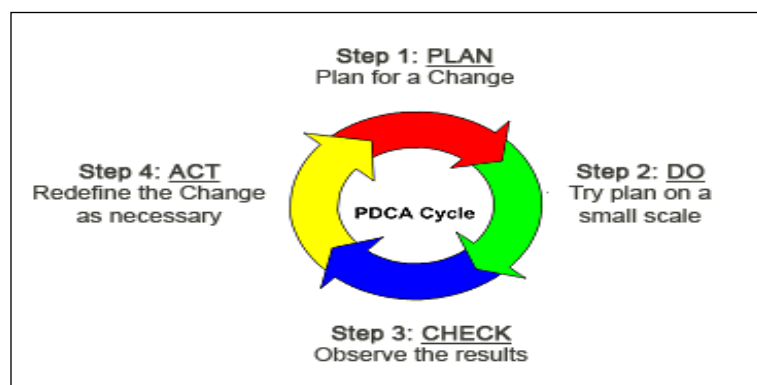 Step 1: PLAN
Plan for a Change
Step 2: DO
Try plan on a
small scale
Step 3: CHECK
Observe the results
Step 4: ACT
Redefine the Change
as necessary
PDCA Cycle